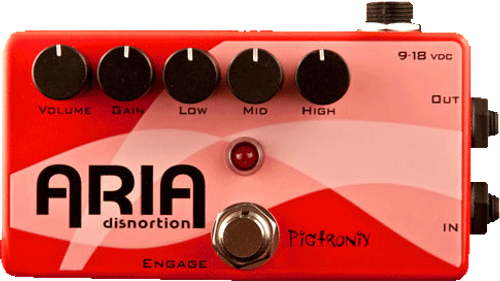 9-18 VDC
VOLUME GAIN LOW MID HIGH
OUT
ARIA
disnortion
IN
Pigtronix
ENGAGE